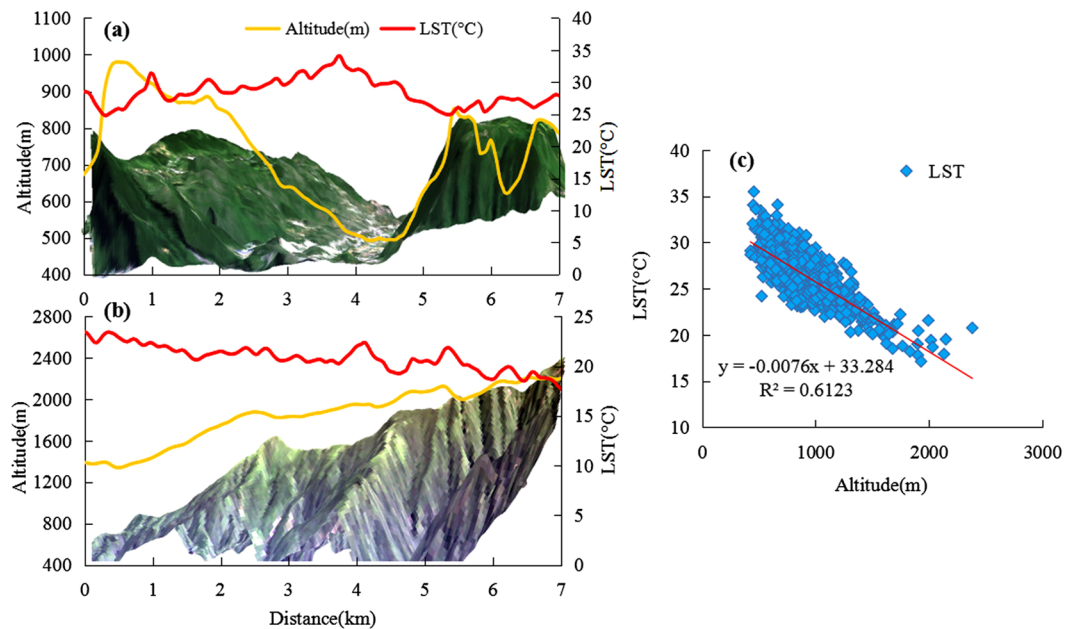 (a)
Altitude(m) LST(°C)
1100
1000
900
800
700
600
500
400
Altitude(m)
40
35
30
25
20
15
10
5
0
LST(°C)
0 1 2 3 4 5 6 7
(b)
2800
2400
2000
1600
1200
800
400
Altitude(m)
25
20
15
10
5
0
LST(°C)
0 1 2 3 4 5 6 7
Distance(km)
(c)
LST
40
35
30
25
20
15
10
LST(°C)
y = -0.0076x + 33.284
R² = 0.6123
0 1000 2000 3000
Altitude(m)